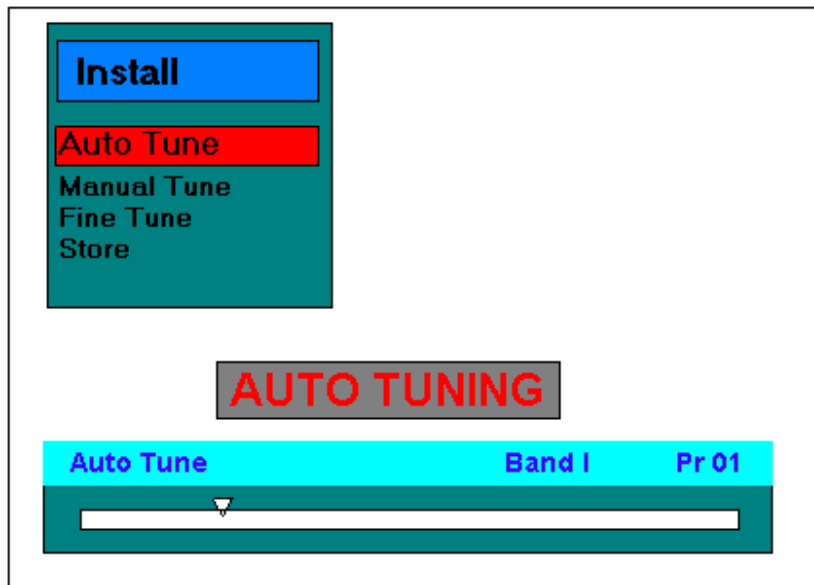 Install
Auto Tune
Manual Tune
Fine Tune
Store
AUTO TUNING
Auto Tune Band I Pr 01